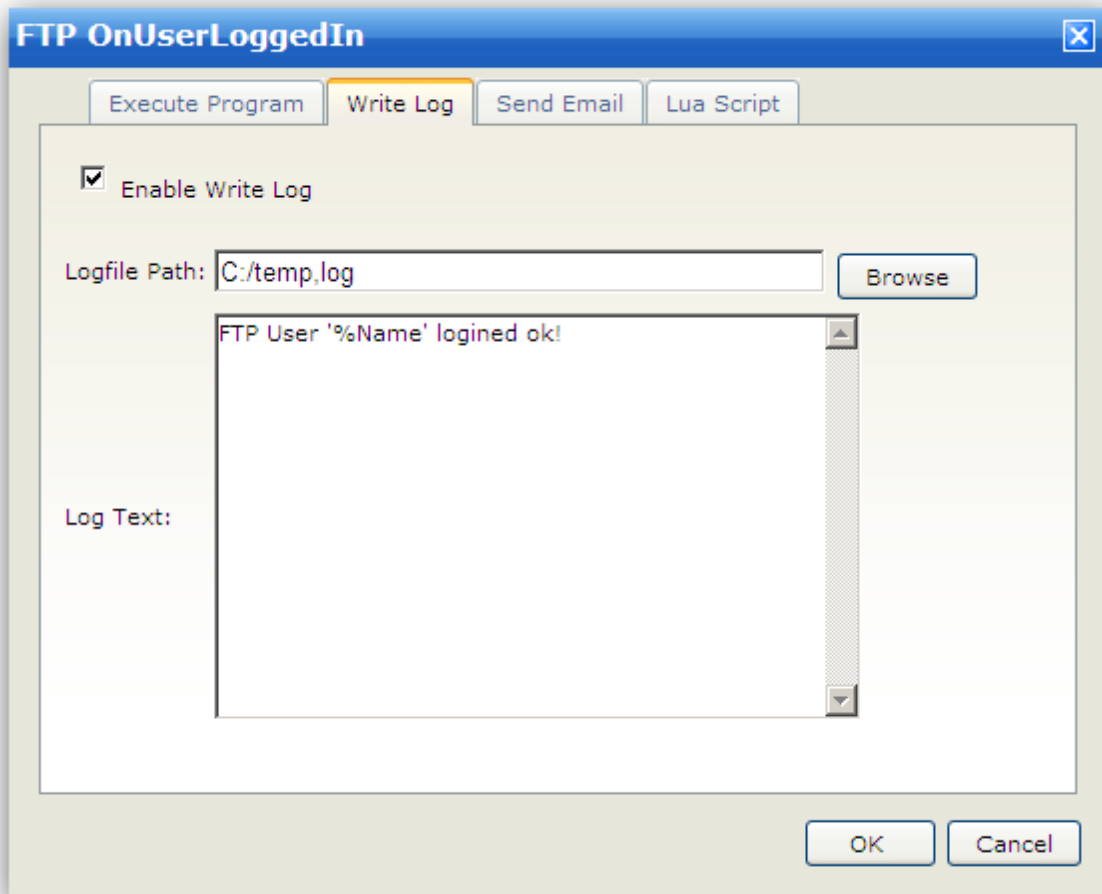 FTP OnUserLoggedIn
Execute Program Write Log Send Email Lua Script
Enable Write Log
Logfile Path: C:/temp,log Browse
FTP User '%Name' logined ok!
Log Text:
OK Cancel